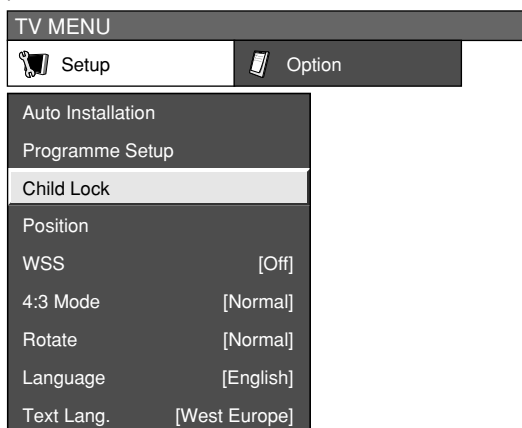 TV MENU
Setup Option
Auto Installation
Programme Setup
Child Lock
Position
WSS [Off]
4:3 Mode [Normal]
Rotate [Normal]
Language [English]
Text Lang. [West Europe]